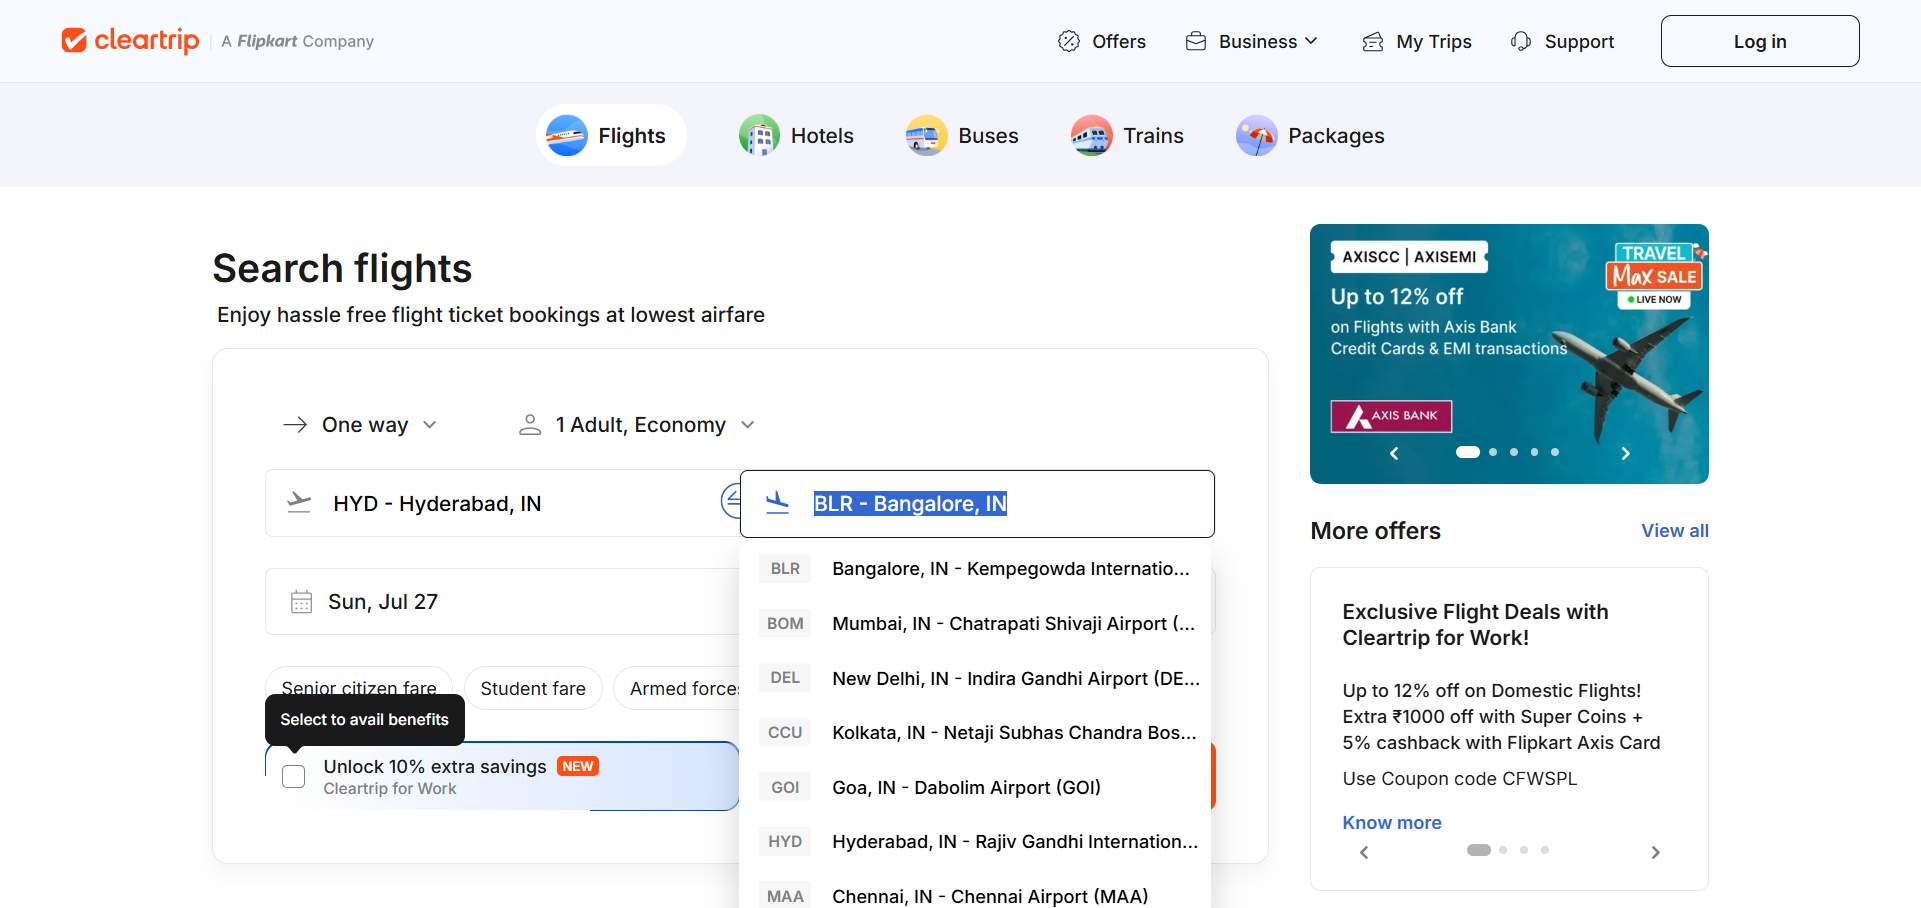 cleartrip A Flipkart Company
Offers
Business
My Trips
Support
Log in
Flights
Hotels
Buses
Trains
Packages
Search flights
Enjoy hassle free flight ticket bookings at lowest airfare
One way
1 Adult, Economy
HYD - Hyderabad, IN
BLR - Bangalore, IN
BLR Bangalore, IN - Kempegowda Internatio...
BOM Mumbai, IN - Chatrapati Shivaji Airport (...
DEL New Delhi, IN - Indira Gandhi Airport (DE...
CCU Kolkata, IN - Netaji Subhas Chandra Bos...
GOI Goa, IN - Dabolim Airport (GOI)
HYD Hyderabad, IN - Rajiv Gandhi Internation...
MAA Chennai, IN - Chennai Airport (MAA)
Sun, Jul 27
Senior citizen fare
Student fare
Armed forces
Select to avail benefits
Unlock 10% extra savings NEW
Cleartrip for Work
AXISCC | AXISEMI
TRAVEL
Max SALE
LIVE NOW
Up to 12% off
on Flights with Axis Bank
Credit Cards & EMI transactions
AXIS BANK
More offers
View all
Exclusive Flight Deals with
Cleartrip for Work!
Up to 12% off on Domestic Flights!
Extra ₹1000 off with Super Coins +
5% cashback with Flipkart Axis Card
Use Coupon code CFWSPL
Know more